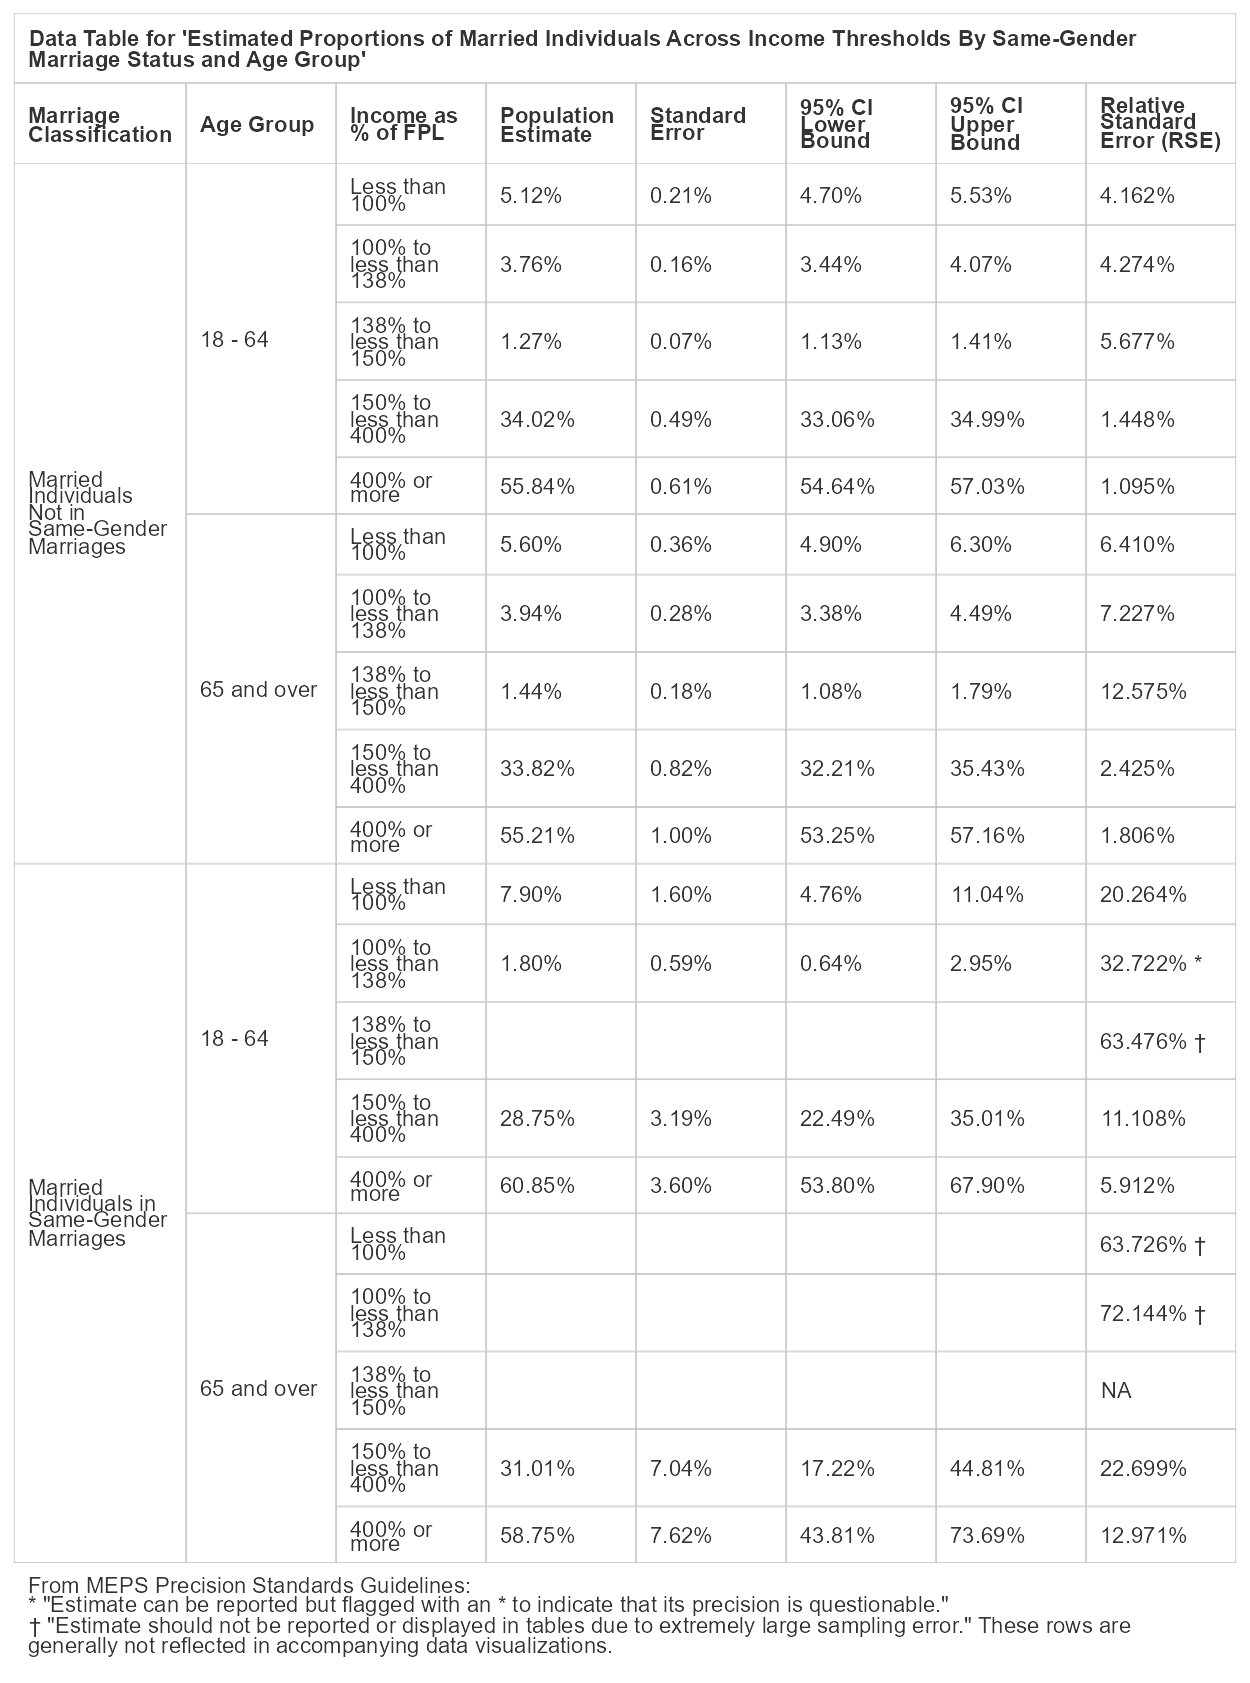 Data Table for 'Estimated Proportions of Married Individuals Across Income Thresholds By Same-Gender
Marriage Status and Age Group'
Marriage Classification | Age Group | Income as % of FPL | Population Estimate | Standard Error | 95% CI Lower Bound | 95% CI Upper Bound | Relative Standard Error (RSE)
Married Individuals Not in Same-Gender Marriages
18 - 64
Less than 100% 5.12% 0.21% 4.70% 5.53% 4.162%
100% to less than 138% 3.76% 0.16% 3.44% 4.07% 4.274%
138% to less than 150% 1.27% 0.07% 1.13% 1.41% 5.677%
150% to less than 400% 34.02% 0.49% 33.06% 34.99% 1.448%
400% or more 55.84% 0.61% 54.64% 57.03% 1.095%
65 and over
Less than 100% 5.60% 0.36% 4.90% 6.30% 6.410%
100% to less than 138% 3.94% 0.28% 3.38% 4.49% 7.227%
138% to less than 150% 1.44% 0.18% 1.08% 1.79% 12.575%
150% to less than 400% 33.82% 0.82% 32.21% 35.43% 2.425%
400% or more 55.21% 1.00% 53.25% 57.16% 1.806%
Married Individuals in Same-Gender Marriages
18 - 64
Less than 100% 7.90% 1.60% 4.76% 11.04% 20.264%
100% to less than 138% 1.80% 0.59% 0.64% 2.95% 32.722% *
138% to less than 150% 63.476% †
150% to less than 400% 28.75% 3.19% 22.49% 35.01% 11.108%
400% or more 60.85% 3.60% 53.80% 67.90% 5.912%
65 and over
Less than 100% 63.726% †
100% to less than 138% 72.144% †
138% to less than 150% NA
150% to less than 400% 31.01% 7.04% 17.22% 44.81% 22.699%
400% or more 58.75% 7.62% 43.81% 73.69% 12.971%
From MEPS Precision Standards Guidelines:
* "Estimate can be reported but flagged with an * to indicate that its precision is questionable."
† "Estimate should not be reported or displayed in tables due to extremely large sampling error." These rows are
generally not reflected in accompanying data visualizations.